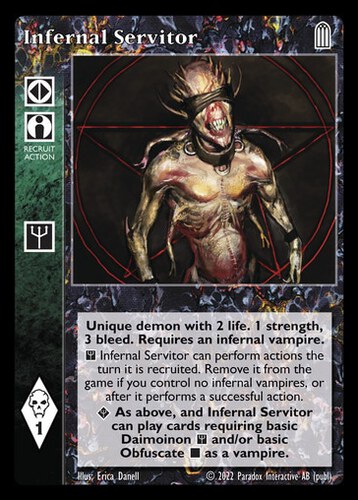 Infernal Servitor
RECRUIT
ACTION
Unique demon with 2 life. 1 strength,
3 bleed. Requires an infernal vampire.
Infernal Servitor can perform actions the
turn it is recruited. Remove it from the
game if you control no infernal vampires, or
after it performs a successful action.
As above, and Infernal Servitor
can play cards requiring basic
Daimoinon and/or basic
Obfuscate as a vampire.
1
Illus: Erica Danell © 2022 Paradox Interactive AB (publ)